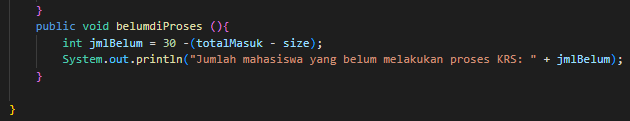 }
public void belumdiProses (){
int jmlBelum = 30 -(totalMasuk - size);
System.out.println("Jumlah mahasiswa yang belum melakukan proses KRS: " + jmlBelum);
}
}